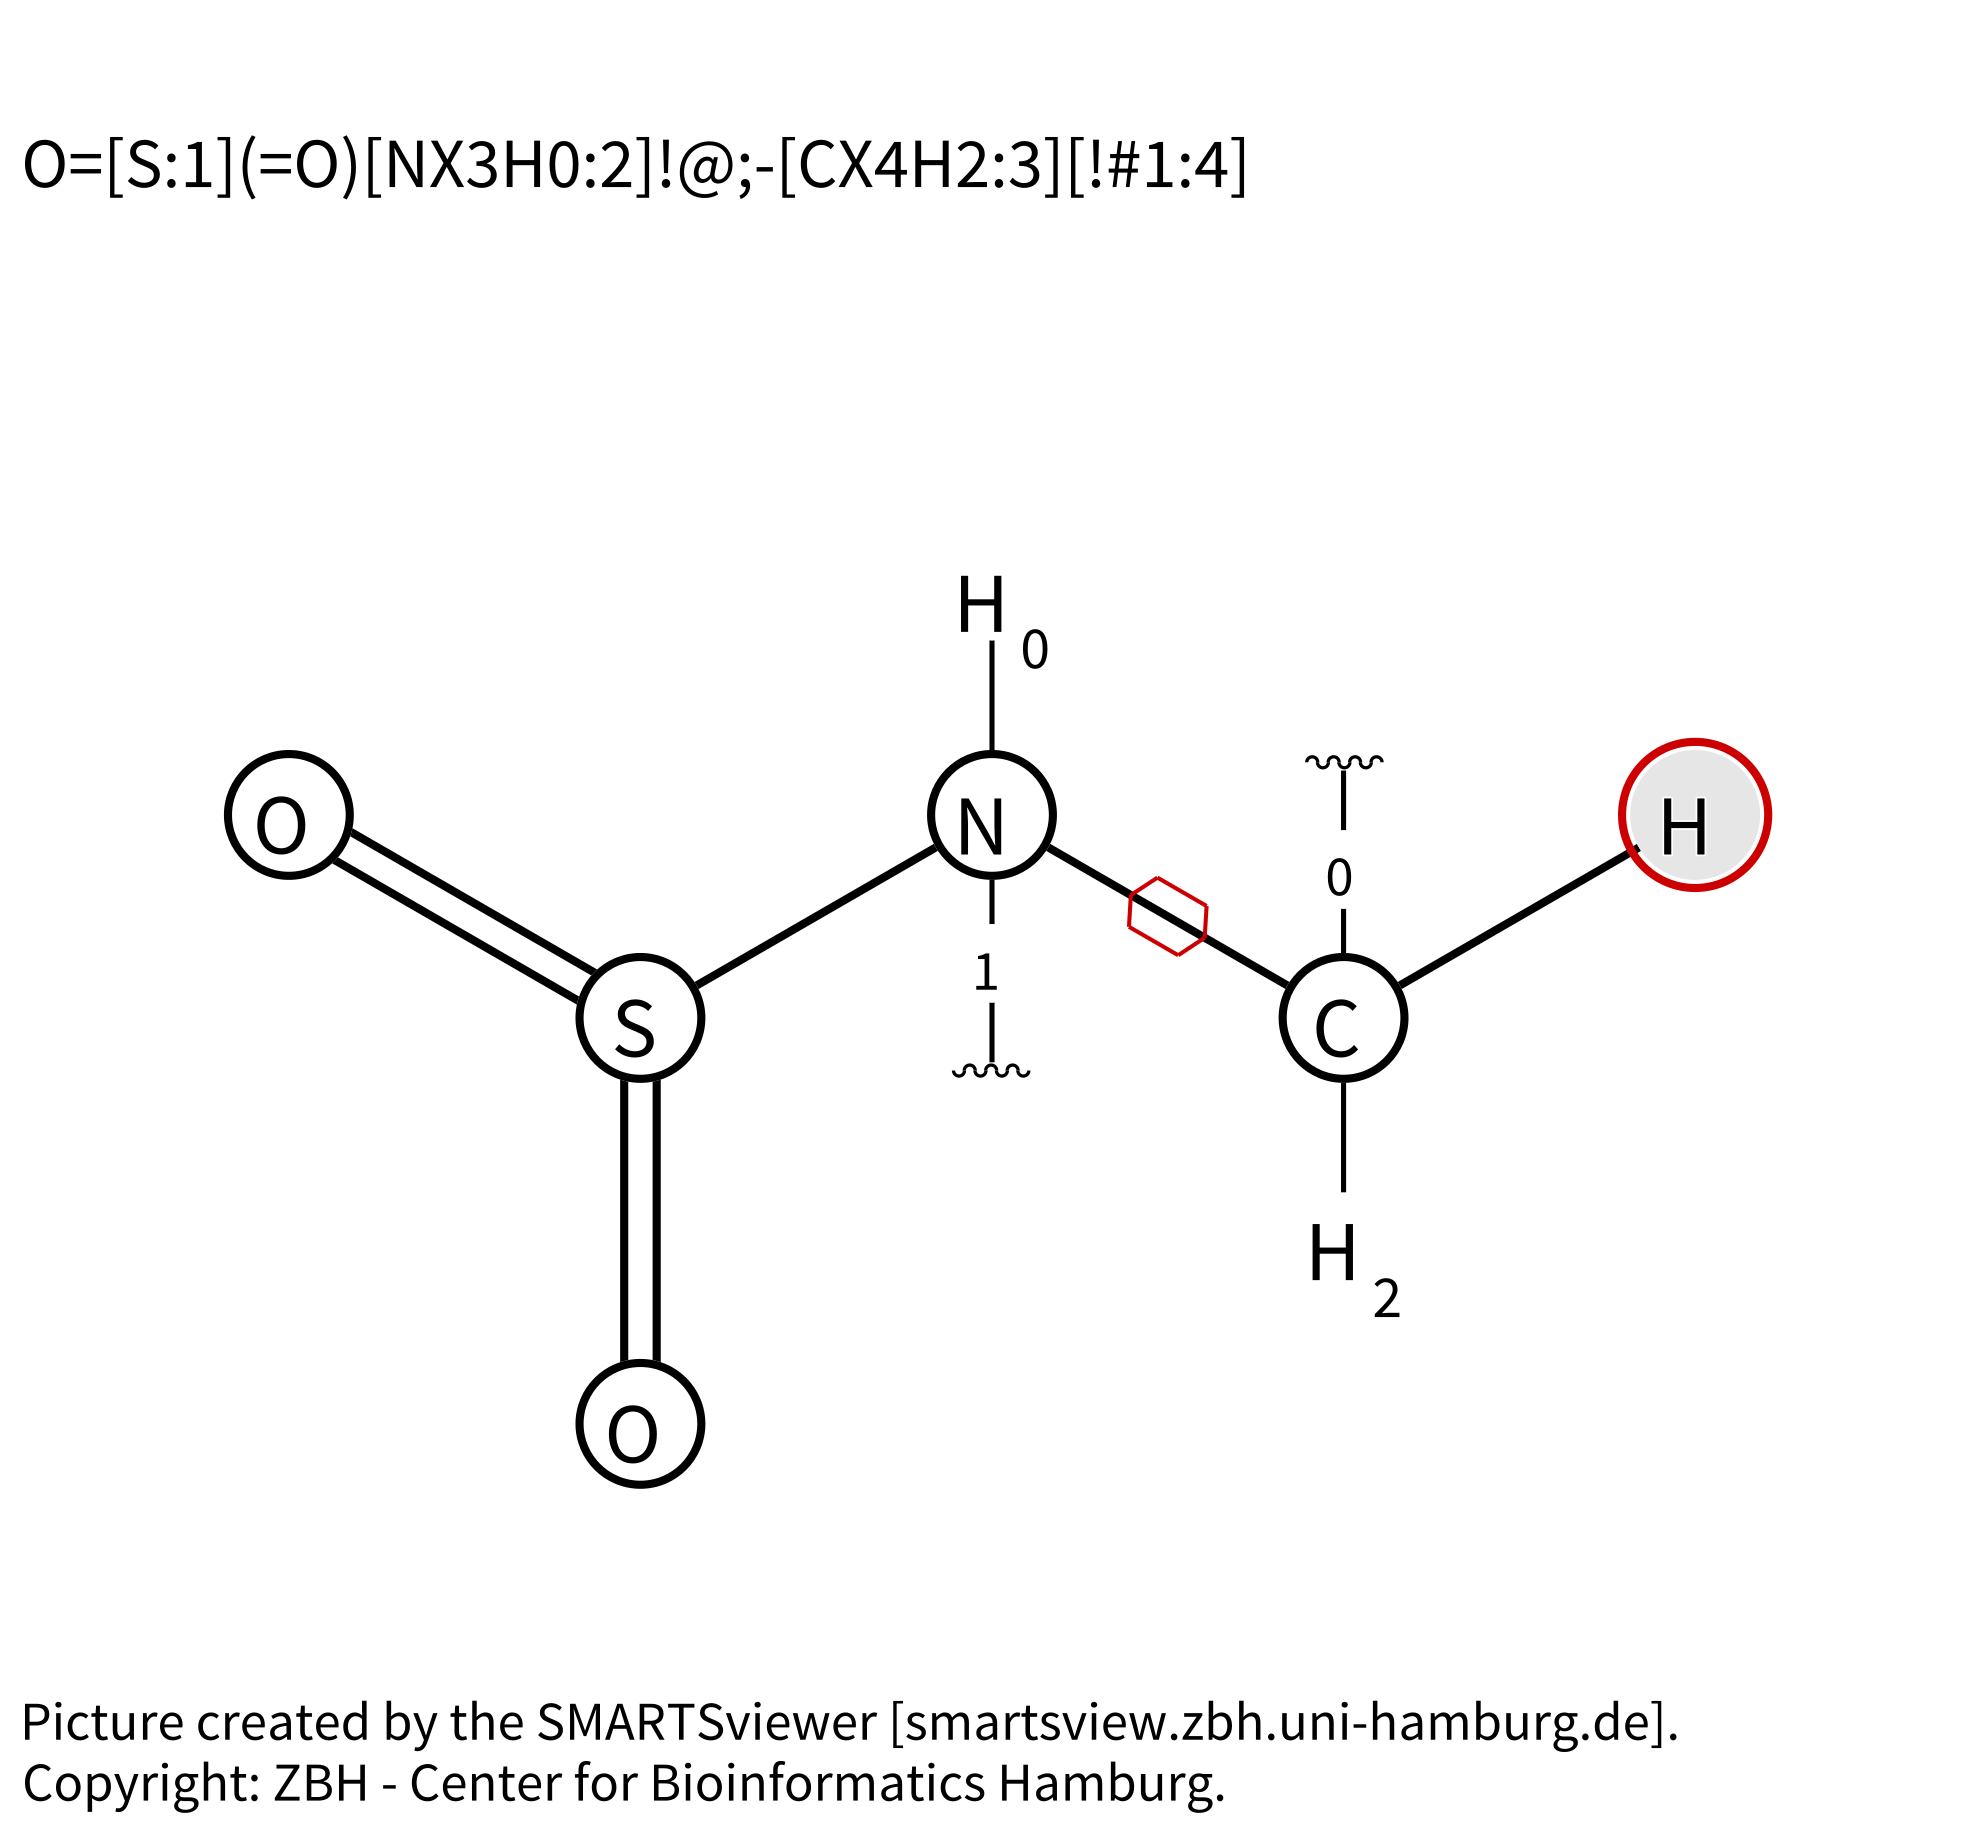 O=[S:1](=O)[NX3H0:2]!@;-[CX4H2:3][!#1:4]
H
0
O
N
0
H
1
S
C
H
2
O
Picture created by the SMARTSviewer [smartsview.zbh.uni-hamburg.de].
Copyright: ZBH - Center for Bioinformatics Hamburg.